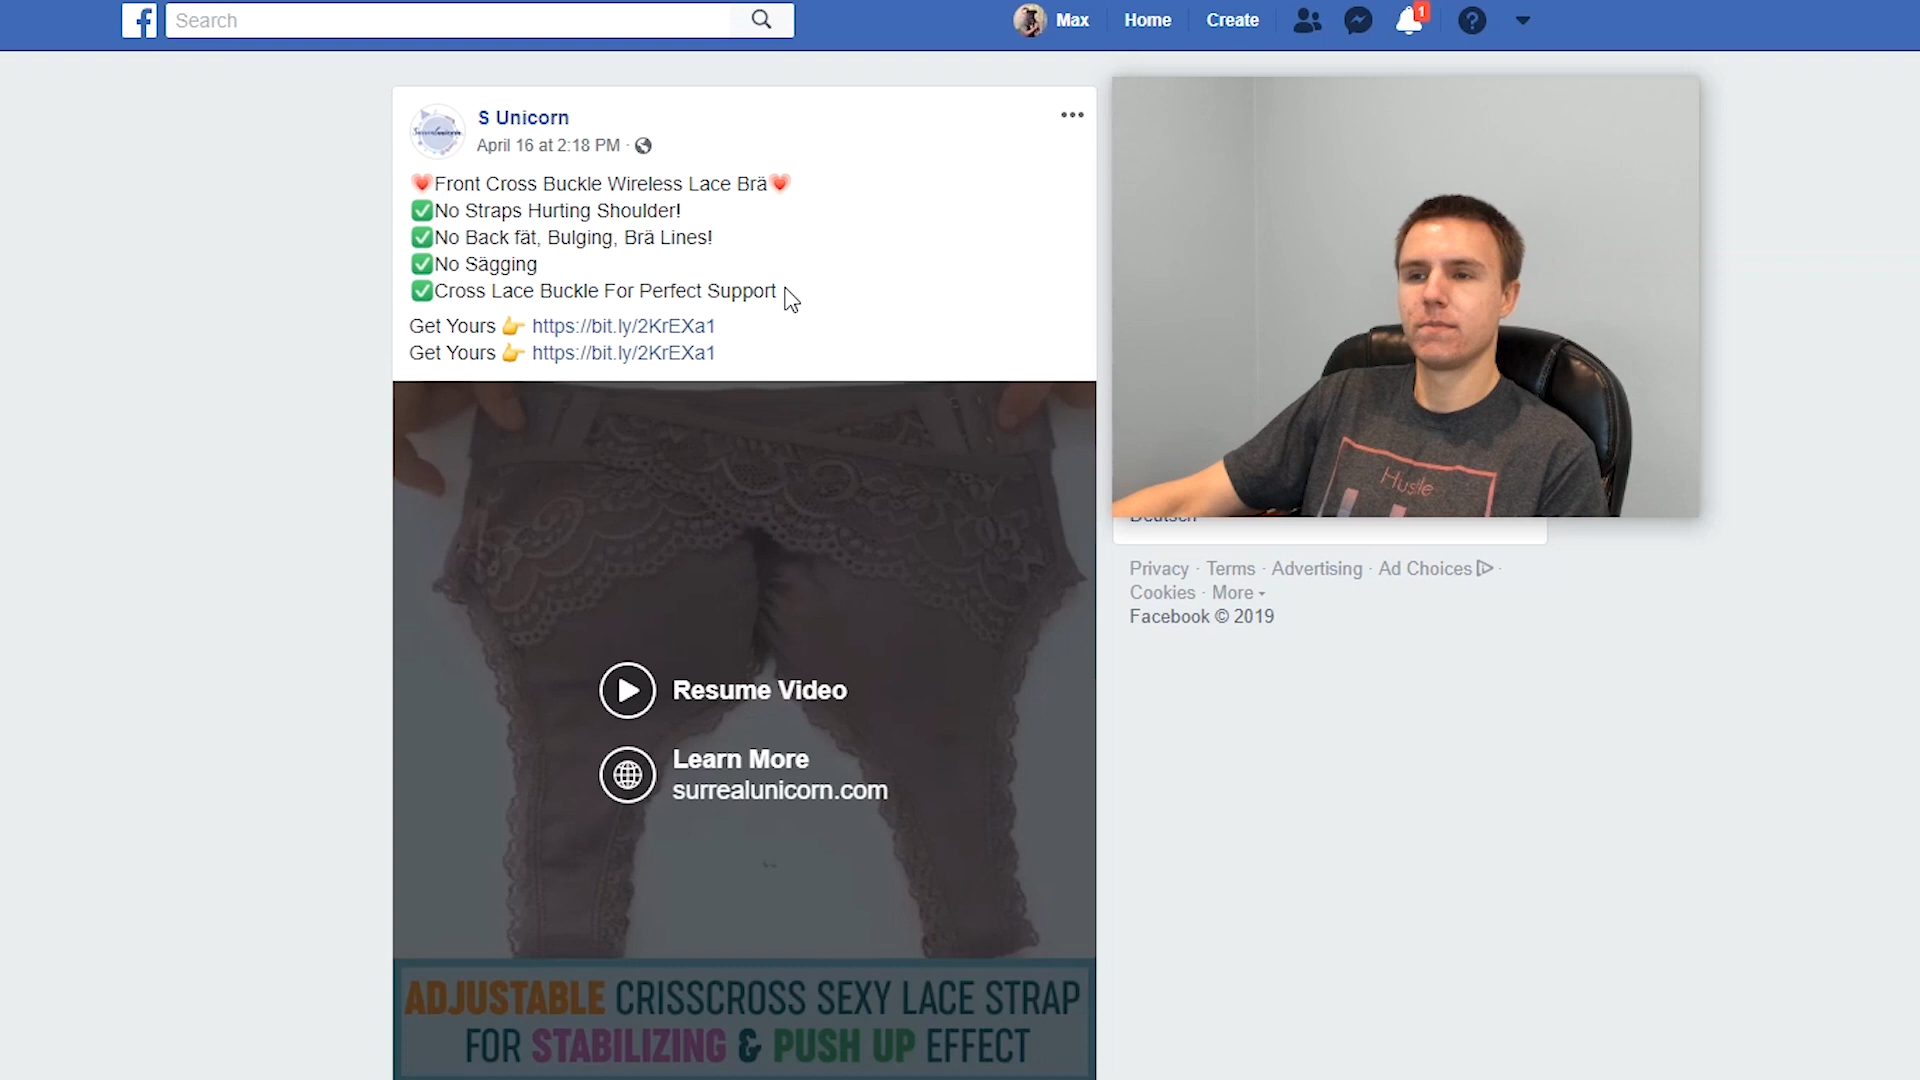 Search
Max
Home
Create
1
S Unicorn
April 16 at 2:18 PM ·
❤Front Cross Buckle Wireless Lace Brä❤
✅No Straps Hurting Shoulder!
✅No Back fät, Bulging, Brä Lines!
✅No Sägging
✅Cross Lace Buckle For Perfect Support
Get Yours 👉 https://bit.ly/2KrEXa1
Get Yours 👉 https://bit.ly/2KrEXa1
Resume Video
Learn More
surrealunicorn.com
ADJUSTABLE CRISSCROSS SEXY LACE STRAP
FOR STABILIZING & PUSH UP EFFECT
Hustle
Deutsch
Privacy · Terms · Advertising · Ad Choices ·
Cookies · More
Facebook © 2019